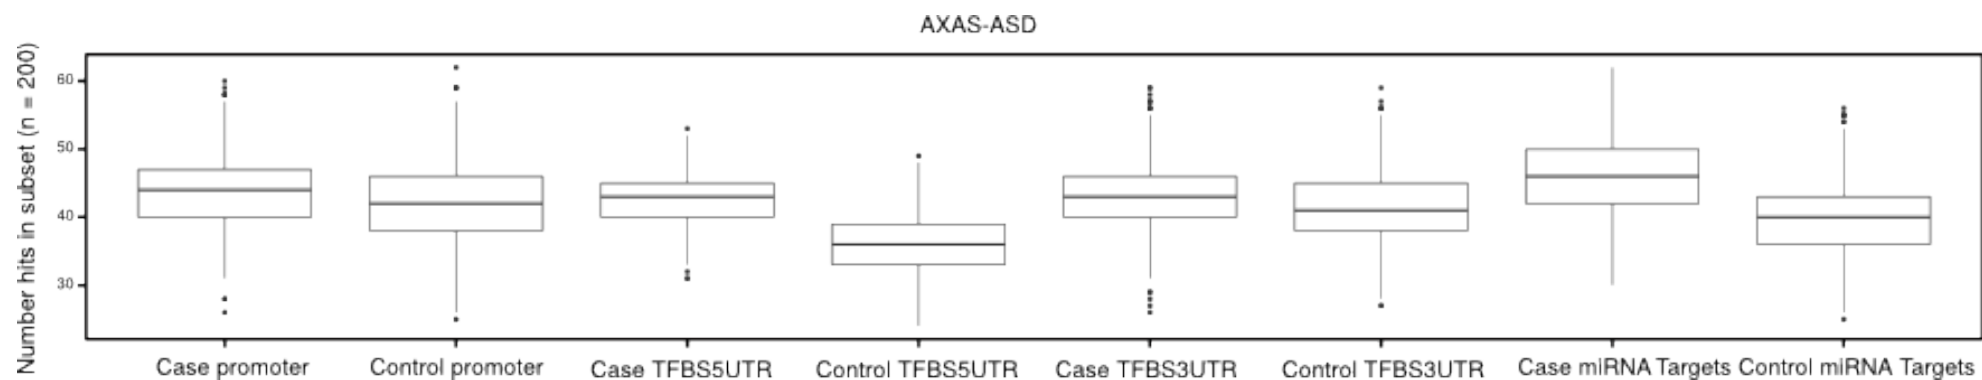 AXAS-ASD
Number hits in subset (n = 200)
60
50
40
30
Case promoter
Control promoter
Case TFBS5UTR
Control TFBS5UTR
Case TFBS3UTR
Control TFBS3UTR
Case miRNA Targets
Control miRNA Targets